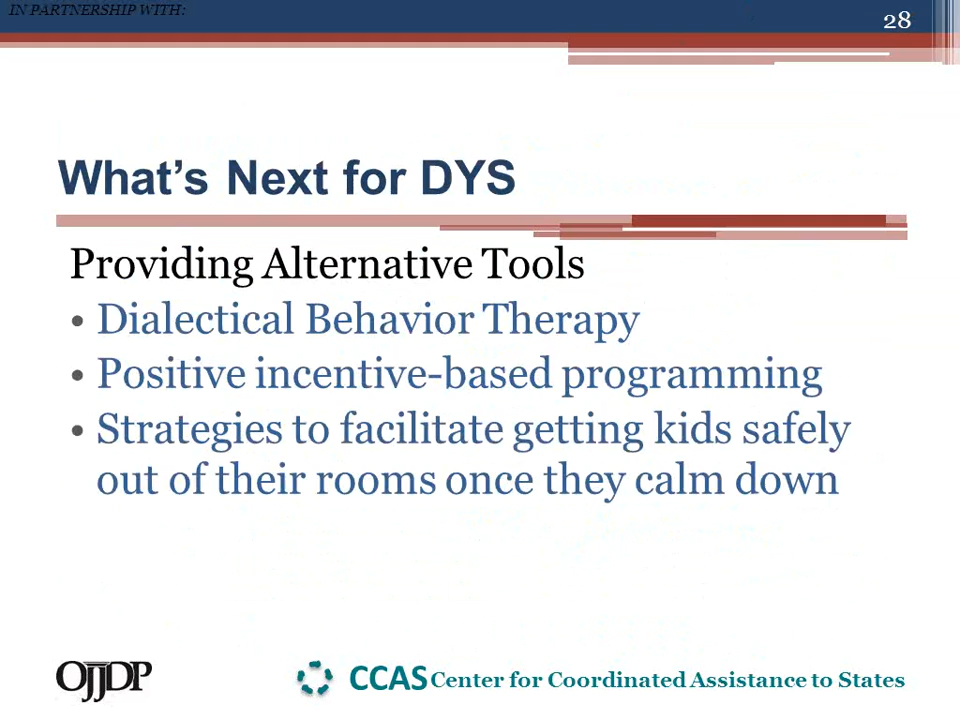 IN PARTNERSHIP WITH:
28
What's Next for DYS
Providing Alternative Tools
• Dialectical Behavior Therapy
• Positive incentive-based programming
• Strategies to facilitate getting kids safely
out of their rooms once they calm down
OJJDP
CCAS Center for Coordinated Assistance to States